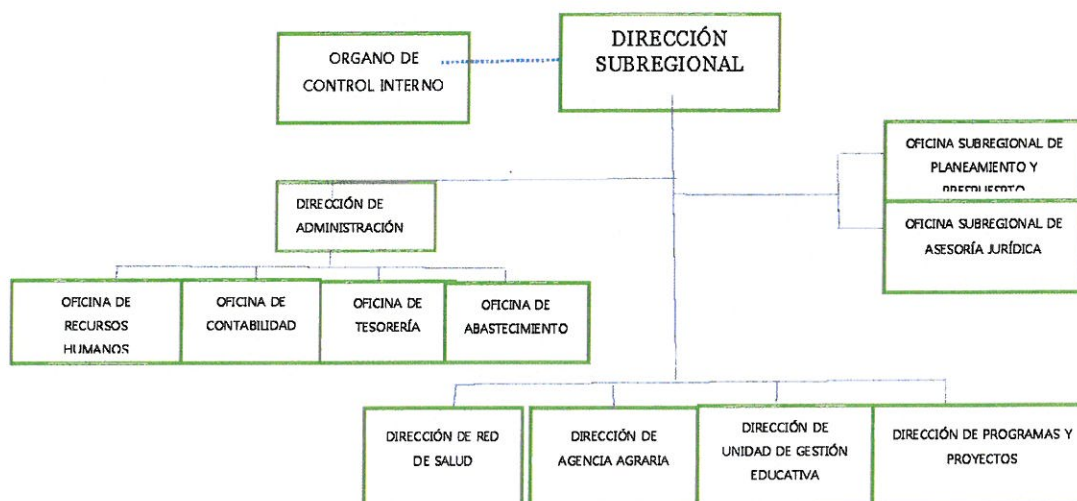 DIRECCIÓN
SUBREGIONAL
ORGANO DE
CONTROL INTERNO
OFICINA SUBREGIONAL DE
PLANEAMIENTO Y
OFICINA SUBREGIONAL DE
ASESORÍA JURÍDICA
DIRECCIÓN DE
ADMINISTRACIÓN
OFICINA DE
RECURSOS
HUMANOS
OFICINA DE
CONTABILIDAD
OFICINA DE
TESORERÍA
OFICINA DE
ABASTECIMIENTO
DIRECCIÓN DE RED
DE SALUD
DIRECCIÓN DE
AGENCIA AGRARIA
DIRECCIÓN DE
UNIDAD DE GESTIÓN
EDUCATIVA
DIRECCIÓN DE PROGRAMAS Y
PROYECTOS